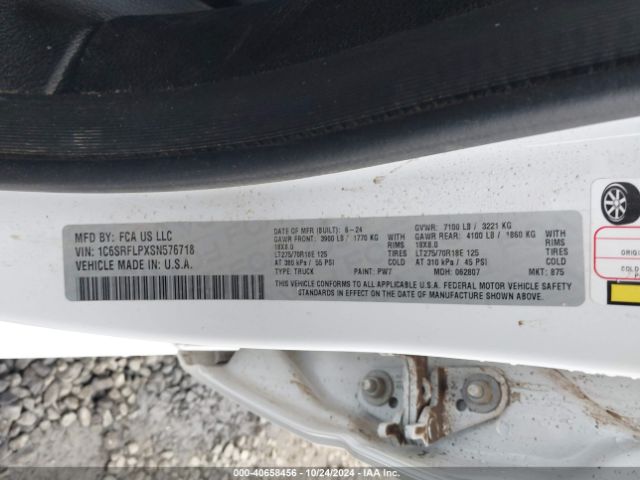 MFD BY: FCA US LLC
VIN: 1C6SRFLPXSN576718
VEHICLE MADE IN U.S.A.
DATE OF MFR (BUILT): 6-24
GAWR FRONT: 3900 LB / 1770 KG
18X8.0
LT275/70R18E 125
AT 380 kPa / 55 PSI
TYPE: TRUCK
WITH
RIMS
TIRES
COLD
PAINT: PW7
GVWR: 7100 LB / 3221 KG
GAWR REAR: 4100 LB / 1860 KG
18X8.0
LT275/70R18E 125
AT 310 kPa / 45 PSI
MDH: 062807
WITH
RIMS
TIRES
COLD
MKT: 875
THIS VEHICLE CONFORMS TO ALL APPLICABLE U.S.A. FEDERAL MOTOR VEHICLE SAFETY
STANDARDS IN EFFECT ON THE DATE OF MANUFACTURE SHOWN ABOVE.
ORIG
COL
000-40658456 - 10/24/2024 - IAA Inc.